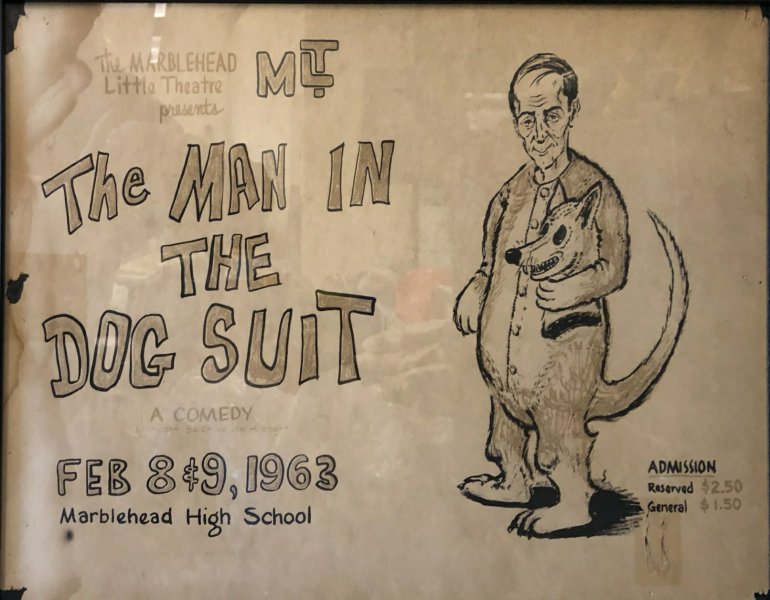 The MARBLEHEAD
Little Theatre
presents
MLT
The MAN IN
THE
DOG SUIT
A COMEDY
FEB 8 & 9, 1963
Marblehead High School
ADMISSION
Reserved $2.50
General $1.50